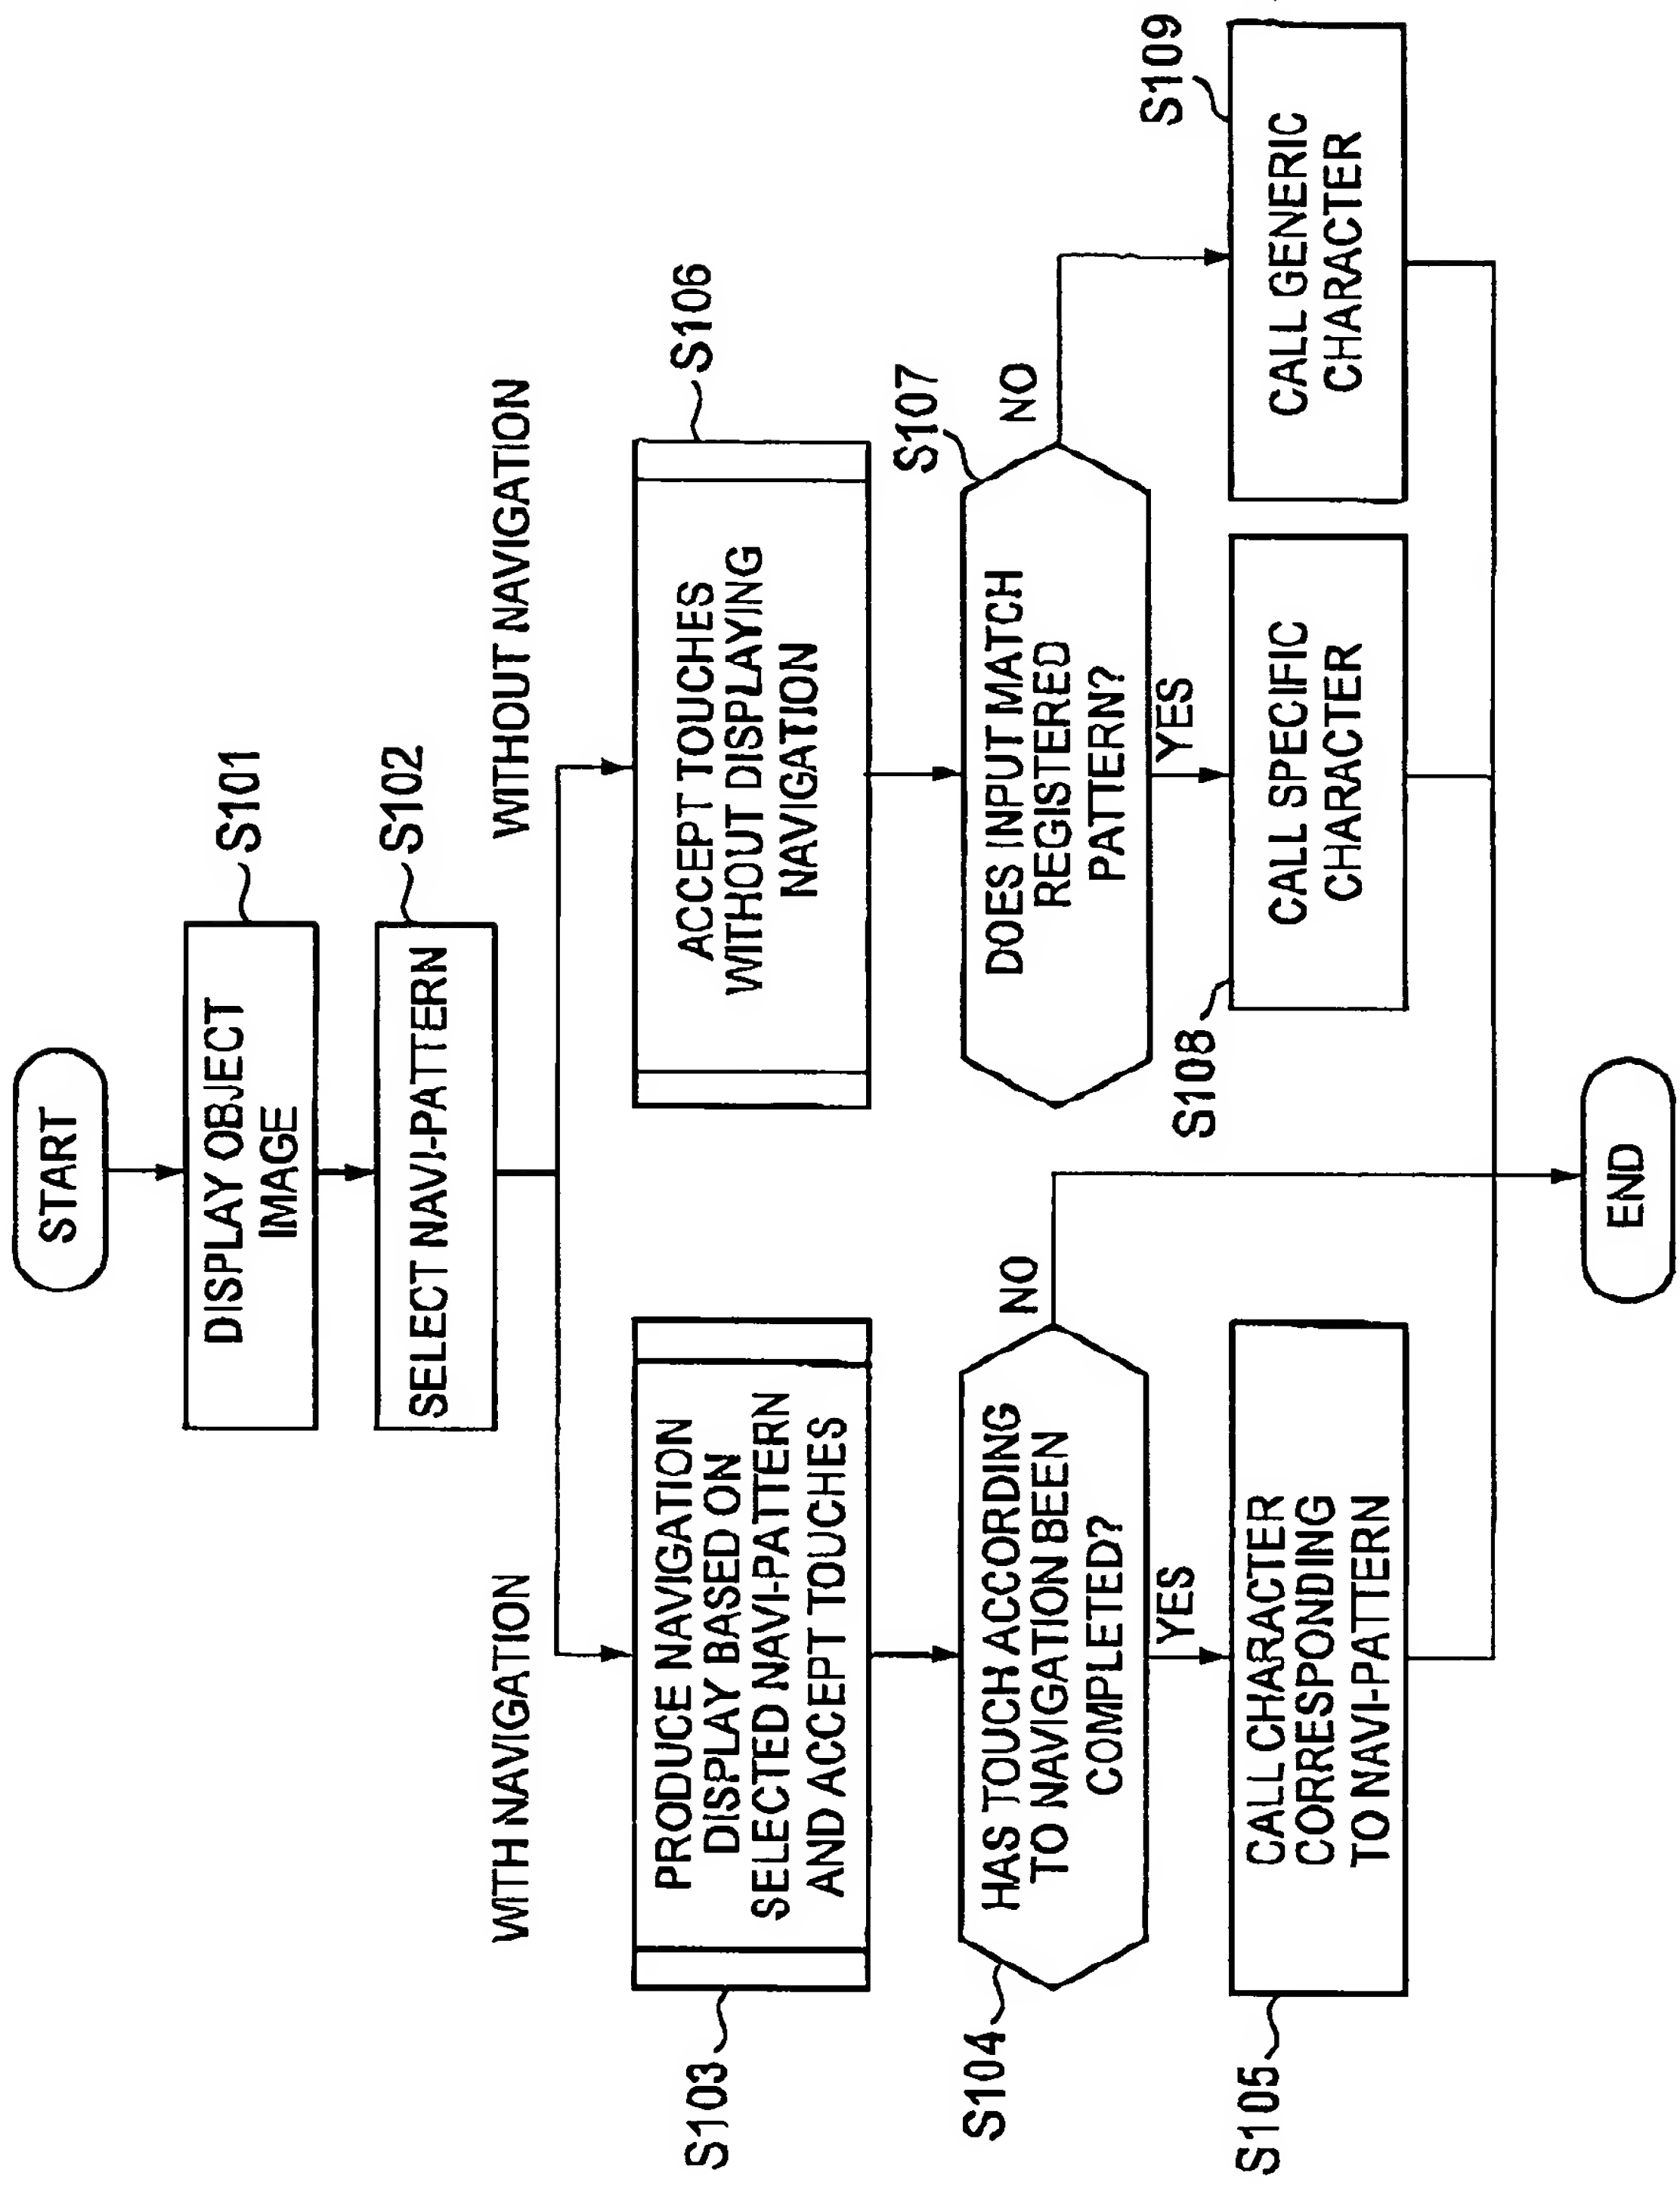 START
DISPLAY OBJECT
IMAGE
S101
SELECT NAVI-PATTERN
S102
WITH NAVIGATION
WITHOUT NAVIGATION
S103
PRODUCE NAVIGATION
DISPLAY BASED ON
SELECTED NAVI-PATTERN
AND ACCEPT TOUCHES
ACCEPT TOUCHES
WITHOUT DISPLAYING
NAVIGATION
S106
S104
HAS TOUCH ACCORDING
TO NAVIGATION BEEN
COMPLETED?
NO
YES
DOES INPUT MATCH
REGISTERED
PATTERN?
S107
NO
YES
S105
CALL CHARACTER
CORRESPONDING
TO NAVI-PATTERN
S108
CALL SPECIFIC
CHARACTER
CALL GENERIC
CHARACTER
S109
END